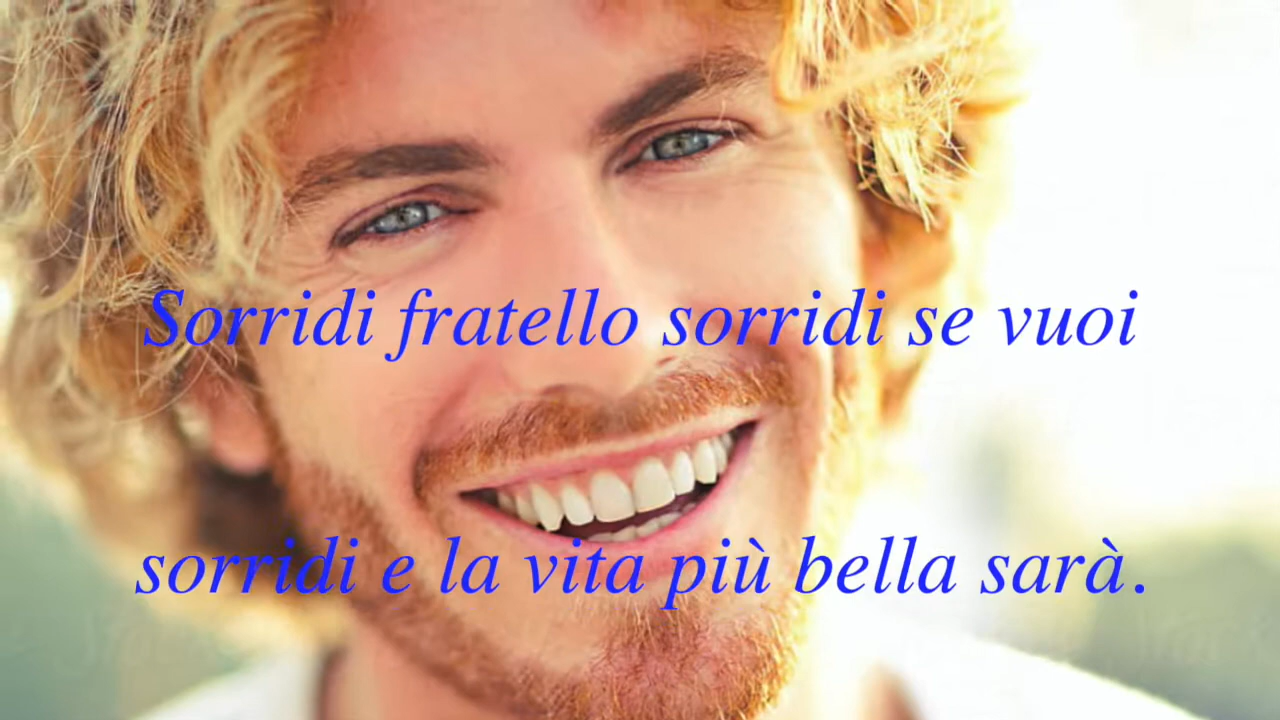 Sorridi fratello sorridi se vuoi
sorridi e la vita più bella sarà.